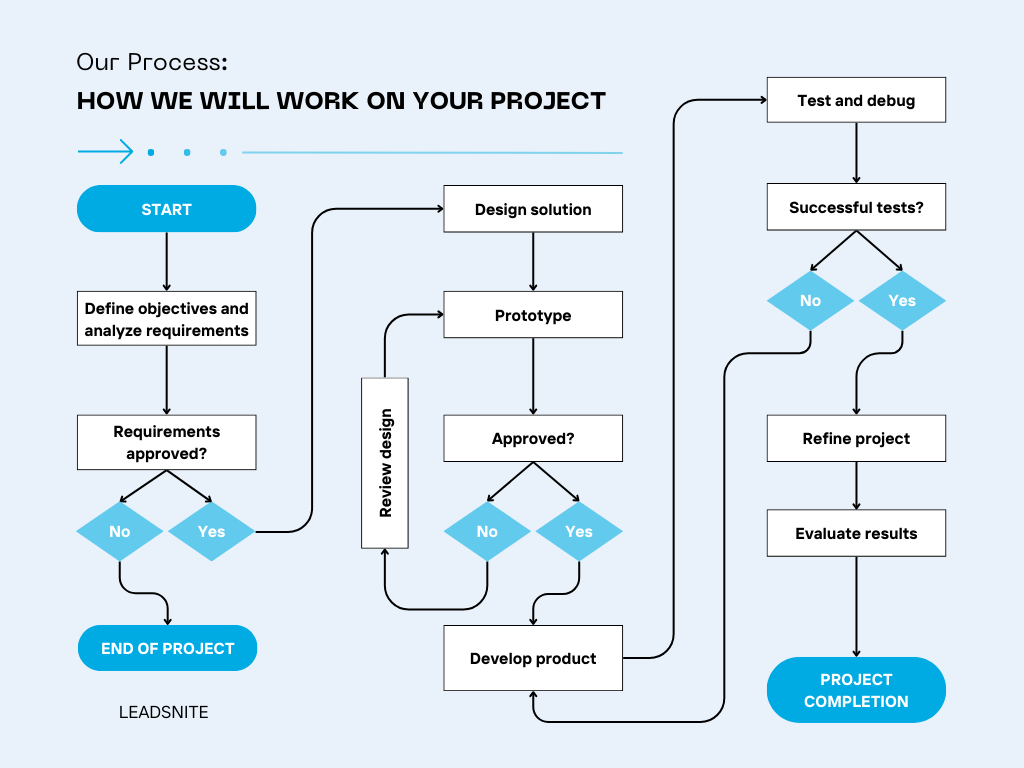 Our Process:
HOW WE WILL WORK ON YOUR PROJECT
START
Define objectives and
analyze requirements
Requirements
approved?
No
Yes
END OF PROJECT
LEADSNITE
Design solution
Prototype
Review design
Approved?
No
Yes
Develop product
Test and debug
Successful tests?
No
Yes
Refine project
Evaluate results
PROJECT
COMPLETION